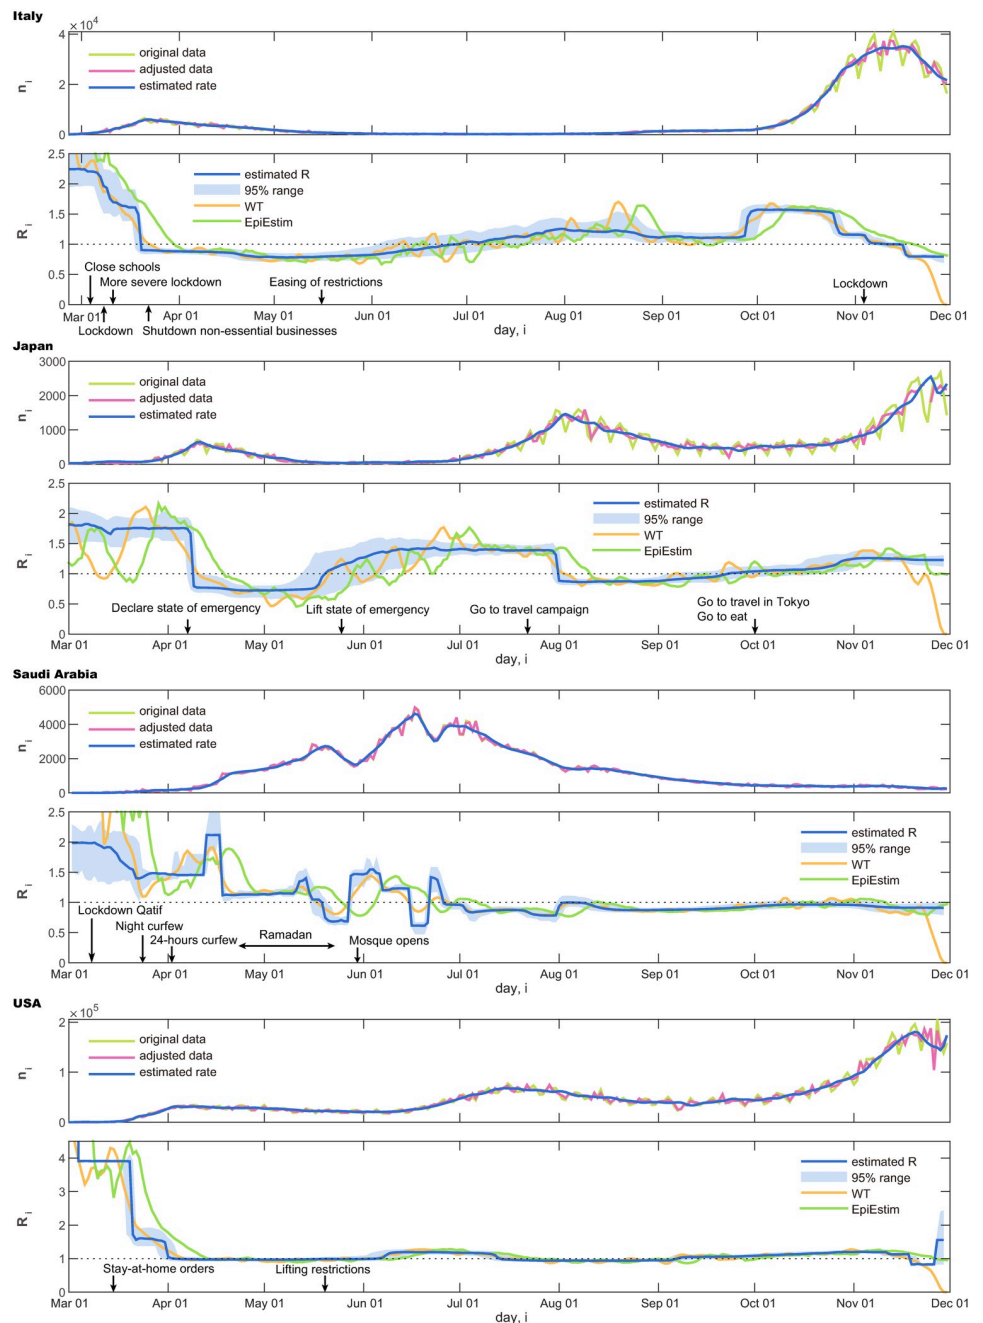 Italy
× 10⁴
4
2
0
n i
original data
adjusted data
estimated rate
2.5
2
1.5
1
0.5
0
R i
estimated R
95% range
WT
EpiEstim
Close schools
More severe lockdown
Easing of restrictions
Lockdown
Mar 01 Apr 01 May 01 Jun 01 Jul 01 Aug 01 Sep 01 Oct 01 Nov 01 Dec 01
Lockdown Shutdown non-essential businesses
day, i
Japan
3000
2000
1000
0
n i
original data
adjusted data
estimated rate
2.5
2
1.5
1
0.5
0
R i
estimated R
95% range
WT
EpiEstim
Declare state of emergency
Lift state of emergency
Go to travel campaign
Go to travel in Tokyo
Go to eat
Mar 01 Apr 01 May 01 Jun 01 Jul 01 Aug 01 Sep 01 Oct 01 Nov 01 Dec 01
day, i
Saudi Arabia
6000
4000
2000
0
n i
original data
adjusted data
estimated rate
2.5
2
1.5
1
0.5
0
R i
estimated R
95% range
WT
EpiEstim
Lockdown Qatif
Night curfew
24-hours curfew
Ramadan
Mosque opens
Mar 01 Apr 01 May 01 Jun 01 Jul 01 Aug 01 Sep 01 Oct 01 Nov 01 Dec 01
day, i
USA
× 10⁵
2
1
0
n i
original data
adjusted data
estimated rate
4
3
2
1
0
R i
estimated R
95% range
WT
EpiEstim
Stay-at-home orders
Lifting restrictions
Mar 01 Apr 01 May 01 Jun 01 Jul 01 Aug 01 Sep 01 Oct 01 Nov 01 Dec 01
day, i